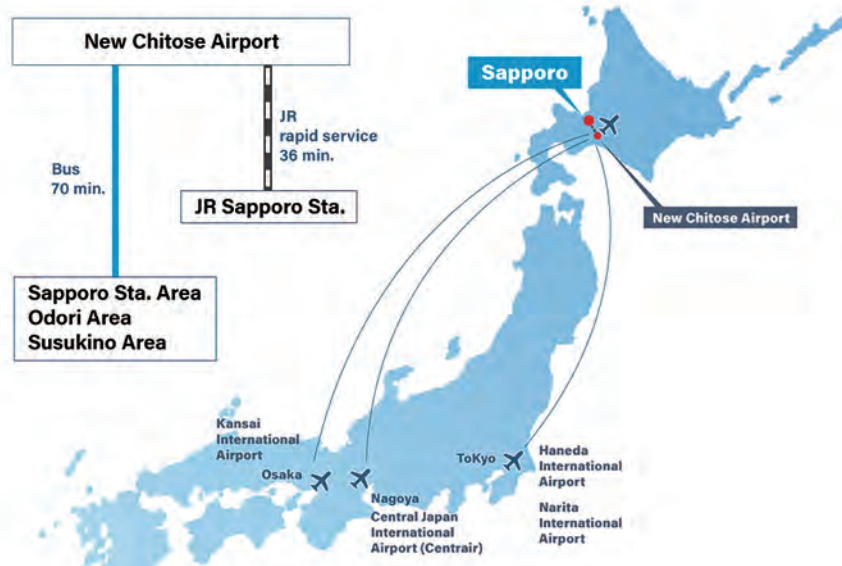 New Chitose Airport
JR
rapid service
36 min.
Bus
70 min.
JR Sapporo Sta.
Sapporo Sta. Area
Odori Area
Susukino Area
Sapporo
New Chitose Airport
Kansai
International
Airport
Osaka
Nagoya
Central Japan
International
Airport (Centrair)
ToKyo
Haneda
International
Airport
Narita
International
Airport